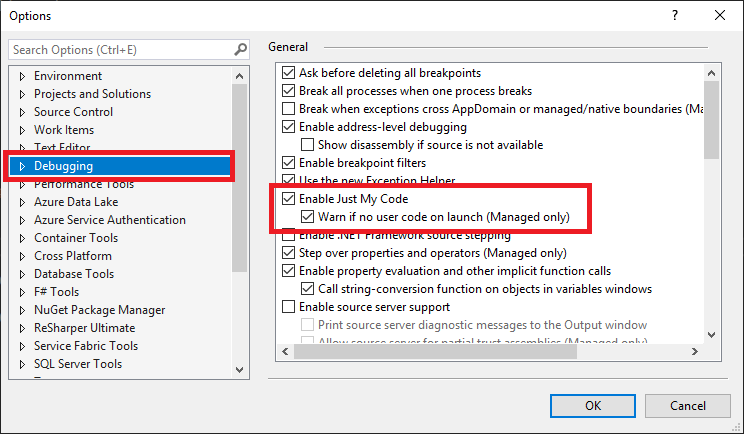 Options
Search Options (Ctrl+E)
Environment
Projects and Solutions
Source Control
Work Items
Text Editor
Debugging
Performance Tools
Azure Data Lake
Azure Service Authentication
Container Tools
Cross Platform
Database Tools
F# Tools
NuGet Package Manager
ReSharper Ultimate
Service Fabric Tools
SQL Server Tools
General
Ask before deleting all breakpoints
Break all processes when one process breaks
Break when exceptions cross AppDomain or managed/native boundaries (Ma
Enable address-level debugging
Show disassembly if source is not available
Enable breakpoint filters
Use the new Exception Helper
Enable Just My Code
Warn if no user code on launch (Managed only)
Enable .NET Framework source stepping
Step over properties and operators (Managed only)
Enable property evaluation and other implicit function calls
Call string-conversion function on objects in variables windows
Enable source server support
Print source server diagnostic messages to the Output window
Allow source server for partial trust assemblies (Managed only)
OK
Cancel